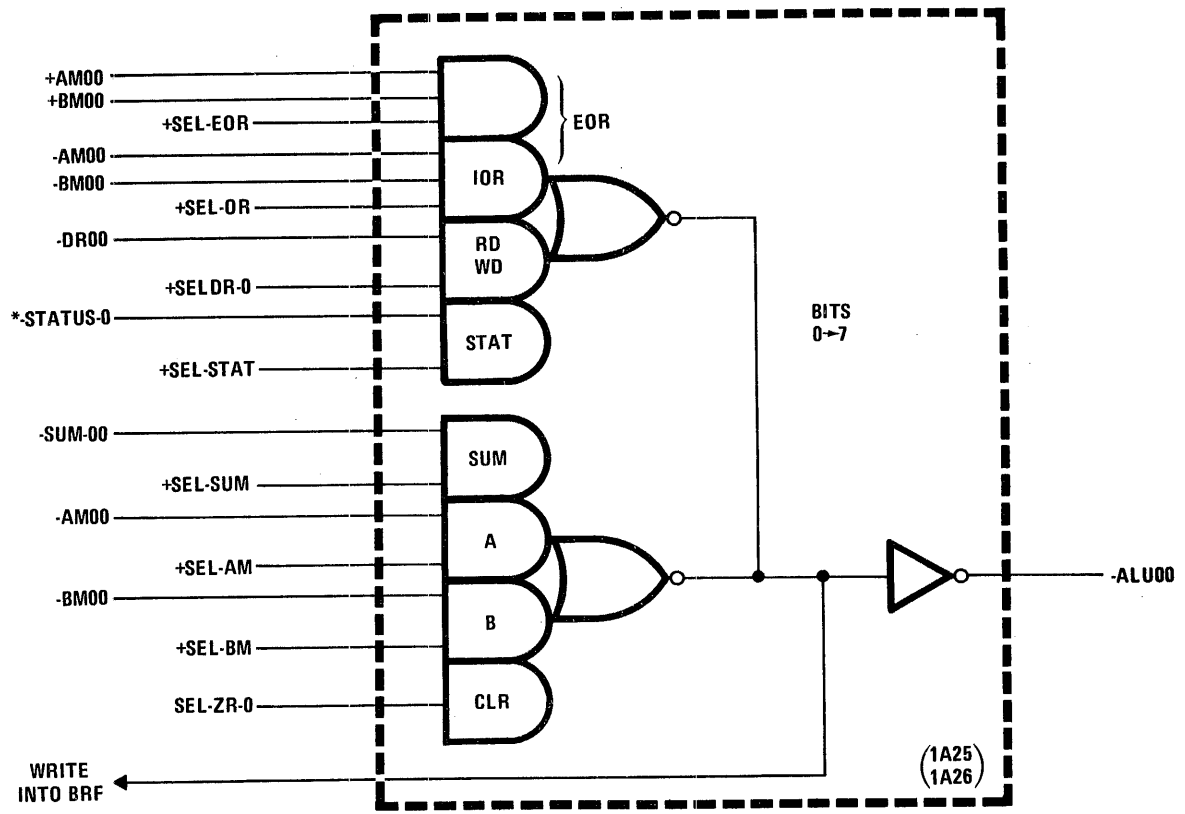 +AM00
+BM00
+SEL-EOR
EOR
-AM00
-BM00
IOR
+SEL-OR
-DR00
RD
WD
+SELDR-0
*-STATUS-0
STAT
+SEL-STAT
BITS
0→7
-SUM-00
SUM
+SEL-SUM
-AM00
A
+SEL-AM
-BM00
B
+SEL-BM
SEL-ZR-0
CLR
-ALU00
WRITE
INTO BRF
(1A25
1A26)